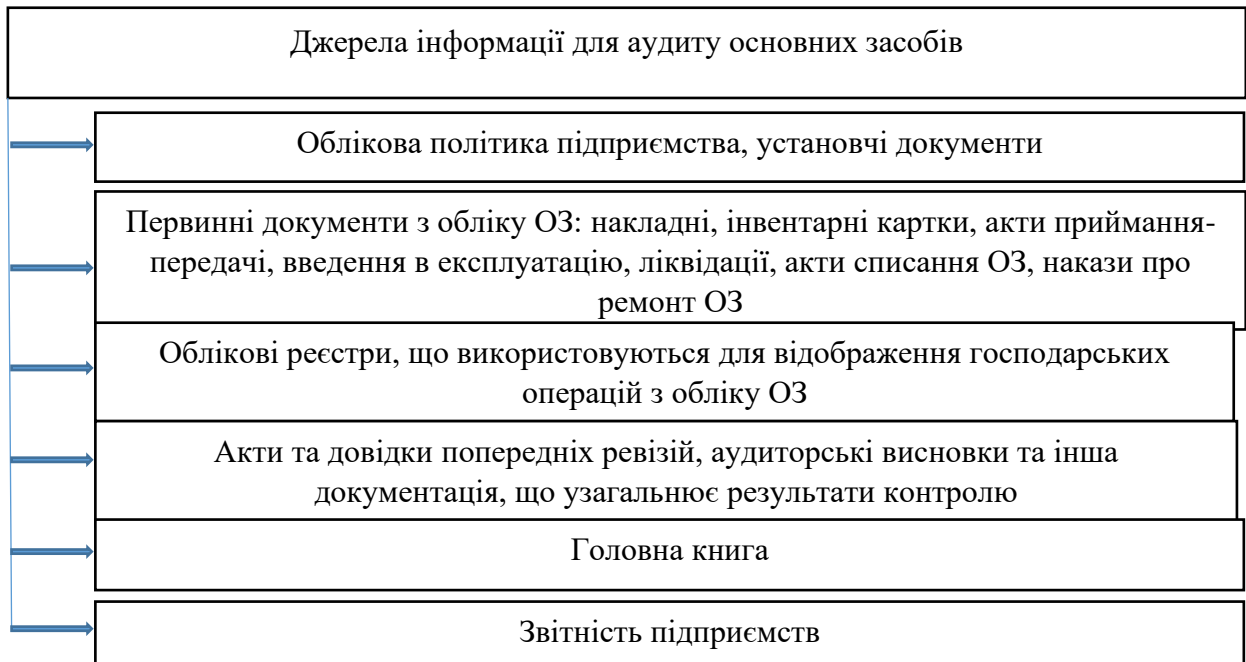 Джерела інформації для аудиту основних засобів
Облікова політика підприємства, установчі документи
Первинні документи з обліку ОЗ: накладні, інвентарні картки, акти приймання-
передачі, введення в експлуатацію, ліквідації, акти списання ОЗ, накази про
ремонт ОЗ
Облікові реєстри, що використовуються для відображення господарських
операцій з обліку ОЗ
Акти та довідки попередніх ревізій, аудиторські висновки та інша
документація, що узагальнює результати контролю
Головна книга
Звітність підприємств